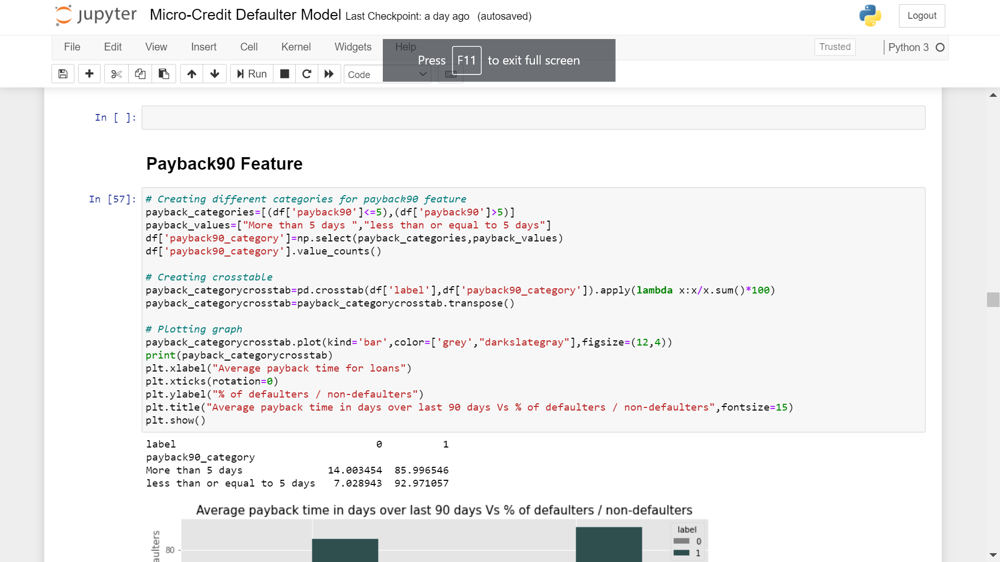 jupyter Micro-Credit Defaulter Model Last Checkpoint: a day ago (autosaved) Logout
File Edit View Insert Cell Kernel Widgets Help Trusted Python 3
Press F11 to exit full screen
Run Code
In [ ]:
Payback90 Feature
In [57]: # Creating different categories for payback90 feature
payback_categories=[(df['payback90']<=5),(df['payback90']>5)]
payback_values=["More than 5 days ","less than or equal to 5 days"]
df['payback90_category']=np.select(payback_categories,payback_values)
df['payback90_category'].value_counts()
# Creating crosstable
payback_categorycrosstab=pd.crosstab(df['label'],df['payback90_category']).apply(lambda x:x/x.sum()*100)
payback_categorycrosstab=payback_categorycrosstab.transpose()
# Plotting graph
payback_categorycrosstab.plot(kind='bar',color=['grey',"darkslategray"],figsize=(12,4))
print(payback_categorycrosstab)
plt.xlabel("Average payback time for loans")
plt.xticks(rotation=0)
plt.ylabel("% of defaulters / non-defaulters")
plt.title("Average payback time in days over last 90 days Vs % of defaulters / non-defaulters",fontsize=15)
plt.show()
label 0 1
payback90_category
More than 5 days 14.003454 85.996546
less than or equal to 5 days 7.028943 92.971057
Average payback time in days over last 90 days Vs % of defaulters / non-defaulters
label
0
1
80
aulters